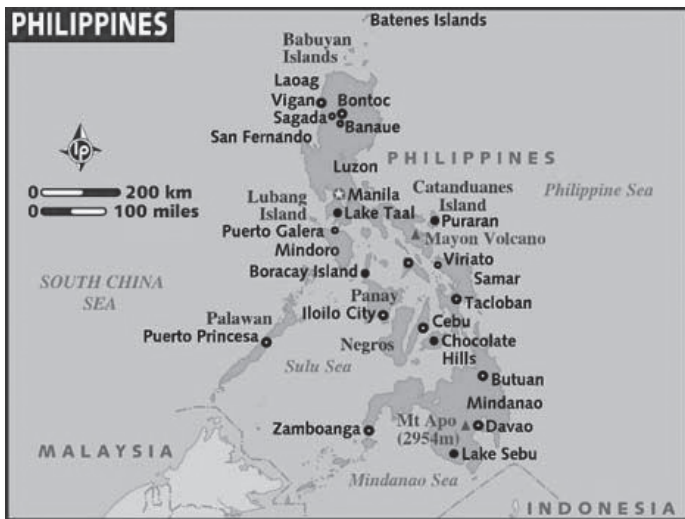 PHILIPPINES
Batenes Islands
Babuyan
Islands
Laoag
Vigan
Bontoc
Sagada
Banaue
San Fernando
Luzon
PHILIPPINES
lp
0 200 km
0 100 miles
Lubang
Island
Manila
Catanduanes
Island
Philippine Sea
Lake Taal
Puraran
Puerto Galera
Mayon Volcano
Mindoro
Boracay Island
Viriato
Samar
SOUTH CHINA
SEA
Panay
Tacloban
Palawan
Iloilo City
Puerto Princesa
Cebu
Negros
Chocolate
Hills
Sulu Sea
Butuan
Mindanao
Zamboanga
Mt Apo
(2954m)
Davao
MALAYSIA
Lake Sebu
Mindanao Sea
INDONESIA